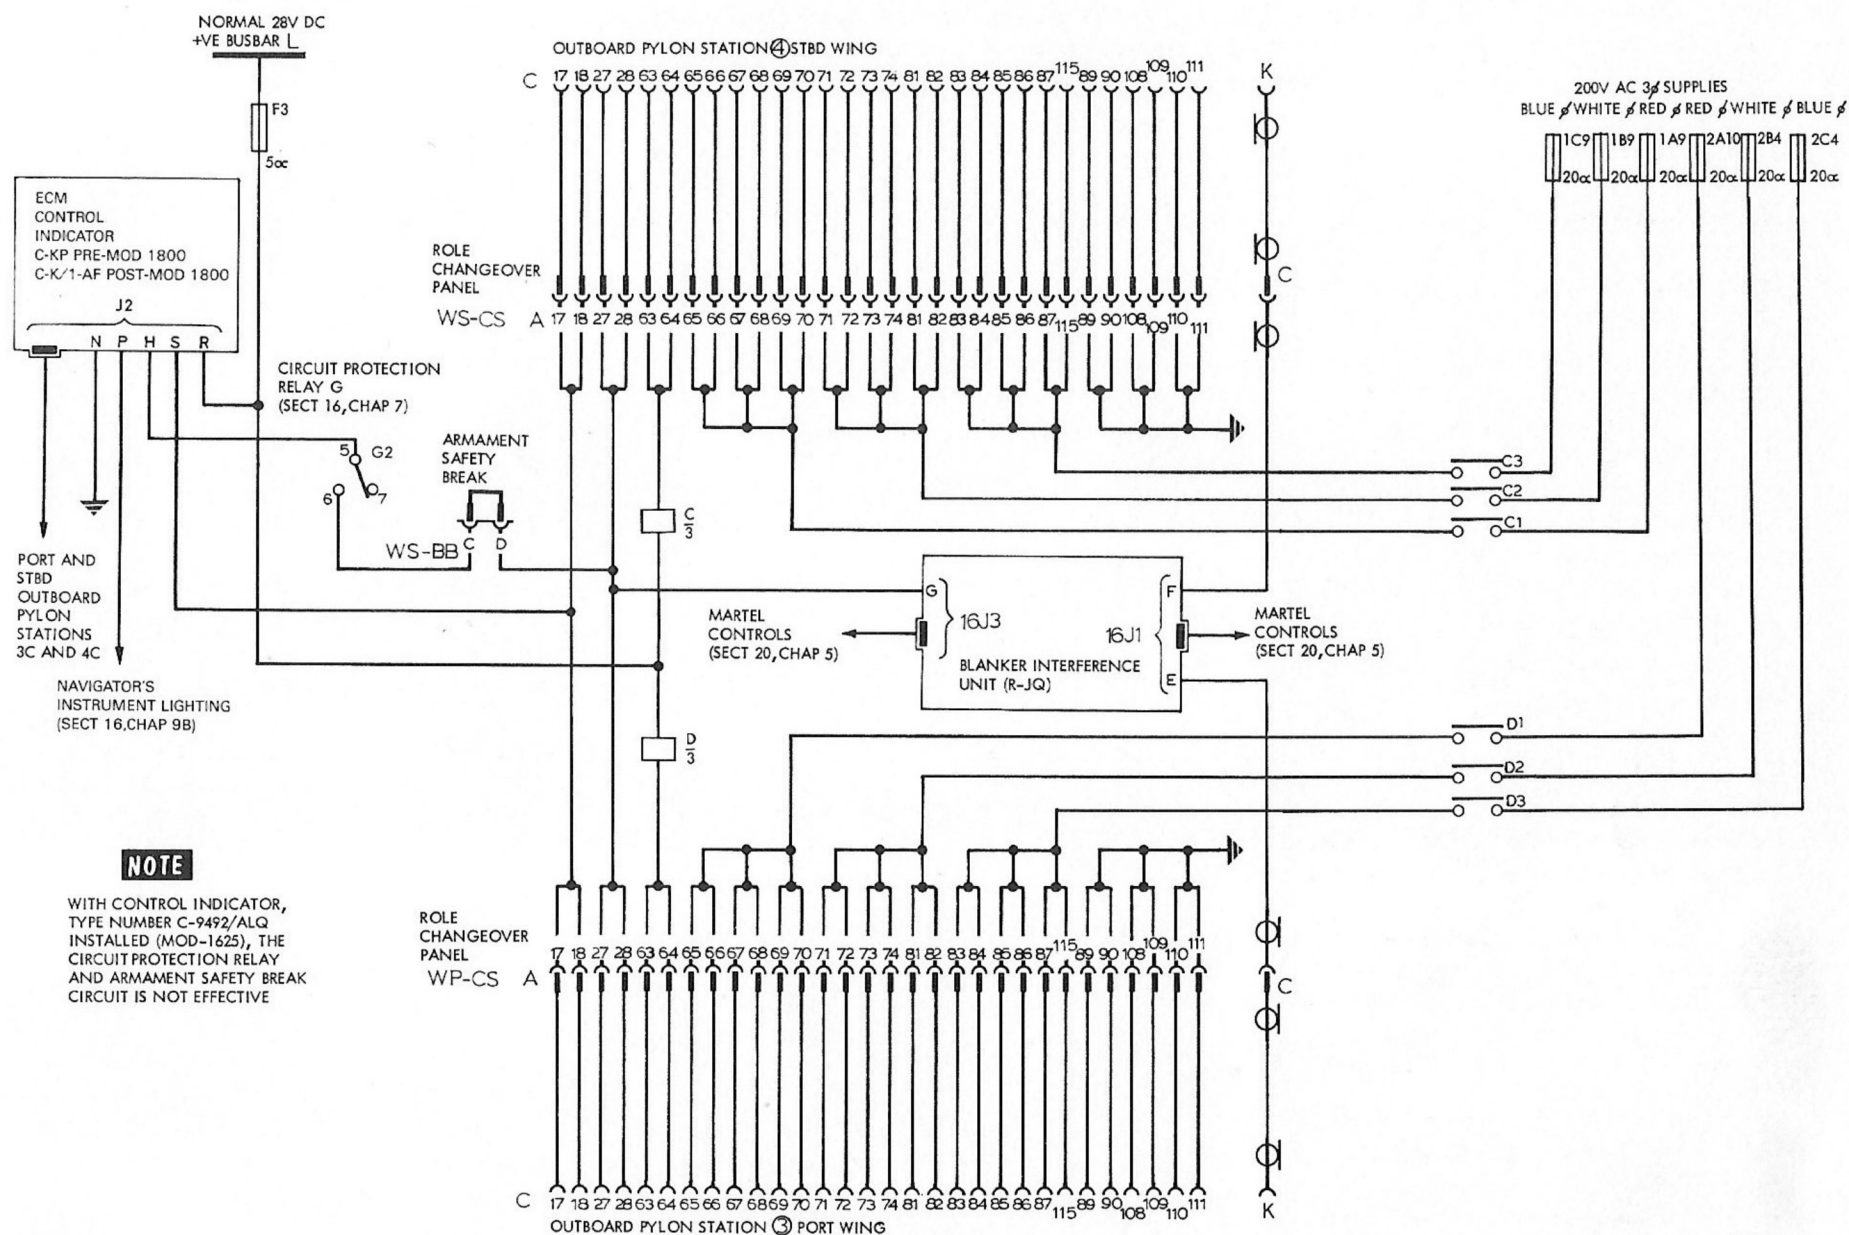 NORMAL 28V DC
+VE BUSBAR L
F3
5α
ECM
CONTROL
INDICATOR
C-KP PRE-MOD 1800
C-K/1-AF POST-MOD 1800
J2
N P H S R
PORT AND
STBD
OUTBOARD
PYLON
STATIONS
3C AND 4C
NAVIGATOR'S
INSTRUMENT LIGHTING
(SECT 16,CHAP 9B)
CIRCUIT PROTECTION
RELAY G
(SECT 16,CHAP 7)
5 G2
6 7
ARMAMENT
SAFETY
BREAK
WS-BB C D
OUTBOARD PYLON STATION ④ STBD WING
C 17 18 27 28 63 64 65 66 67 68 69 70 71 72 73 74 81 82 83 84 85 86 87 115 89 90 108 109 110 111 K
ROLE
CHANGEOVER
PANEL
C
WS-CS A 17 18 27 28 63 64 65 66 67 68 69 70 71 72 73 74 81 82 83 84 85 86 87 115 89 90 108 109 110 111
200V AC 3ϕ SUPPLIES
BLUE ϕ WHITE ϕ RED ϕ RED ϕ WHITE ϕ BLUE ϕ
1C9 1B9 1A9 2A10 2B4 2C4
20α 20α 20α 20α 20α 20α
C3
C2
C1
C
3
G
16J3
F
16J1
E
BLANKER INTERFERENCE
UNIT (R-JQ)
MARTEL
CONTROLS
(SECT 20,CHAP 5)
MARTEL
CONTROLS
(SECT 20,CHAP 5)
D
3
D1
D2
D3
NOTE
WITH CONTROL INDICATOR,
TYPE NUMBER C-9492/ALQ
INSTALLED (MOD-1625), THE
CIRCUIT PROTECTION RELAY
AND ARMAMENT SAFETY BREAK
CIRCUIT IS NOT EFFECTIVE
ROLE
CHANGEOVER
PANEL
17 18 27 28 63 64 65 66 67 68 69 70 71 72 73 74 81 82 83 84 85 86 87 115 89 90 108 109 110 111
WP-CS A C
C 17 18 27 28 63 64 65 66 67 68 69 70 71 72 73 74 81 82 83 84 85 86 87 115 89 90 108 109 110 111 K
OUTBOARD PYLON STATION ③ PORT WING